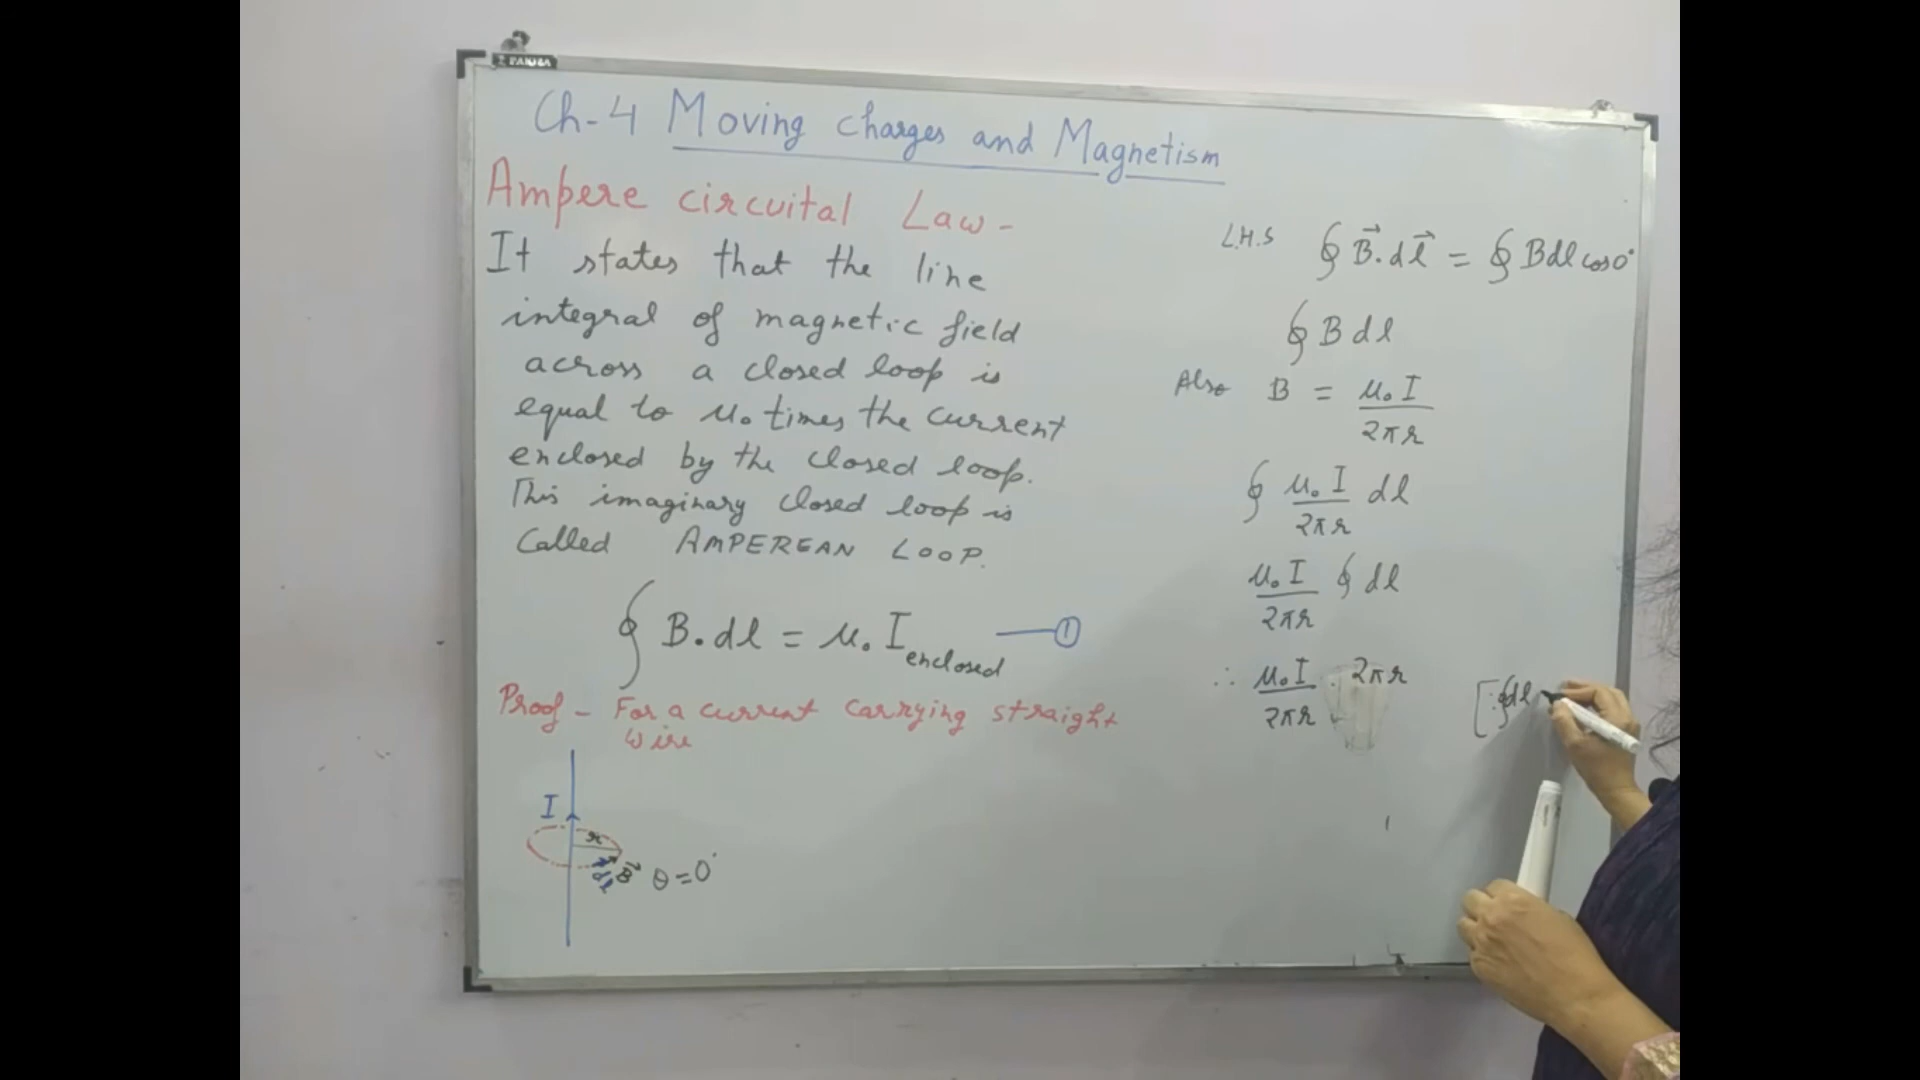 Ch-4 Moving charges and Magnetism
Ampere circuital Law-
It states that the line
integral of magnetic field
across a closed loop is
equal to μ₀ times the current
enclosed by the closed loop.
This imaginary closed loop is
Called AMPEREAN LOOP.
∮ B.dl = μ₀ I enclosed —— ①
Proof - For a current carrying straight
wire
I
r
dl B⃗ θ=0°
L.H.S ∮ B⃗.dl⃗ = ∮ Bdl cos0°
∮ B dl
Also B = μ₀ I / 2πr
∮ μ₀ I / 2πr dl
μ₀ I / 2πr ∮ dl
∴ μ₀ I / 2πr . 2πr [∵ ∮dl